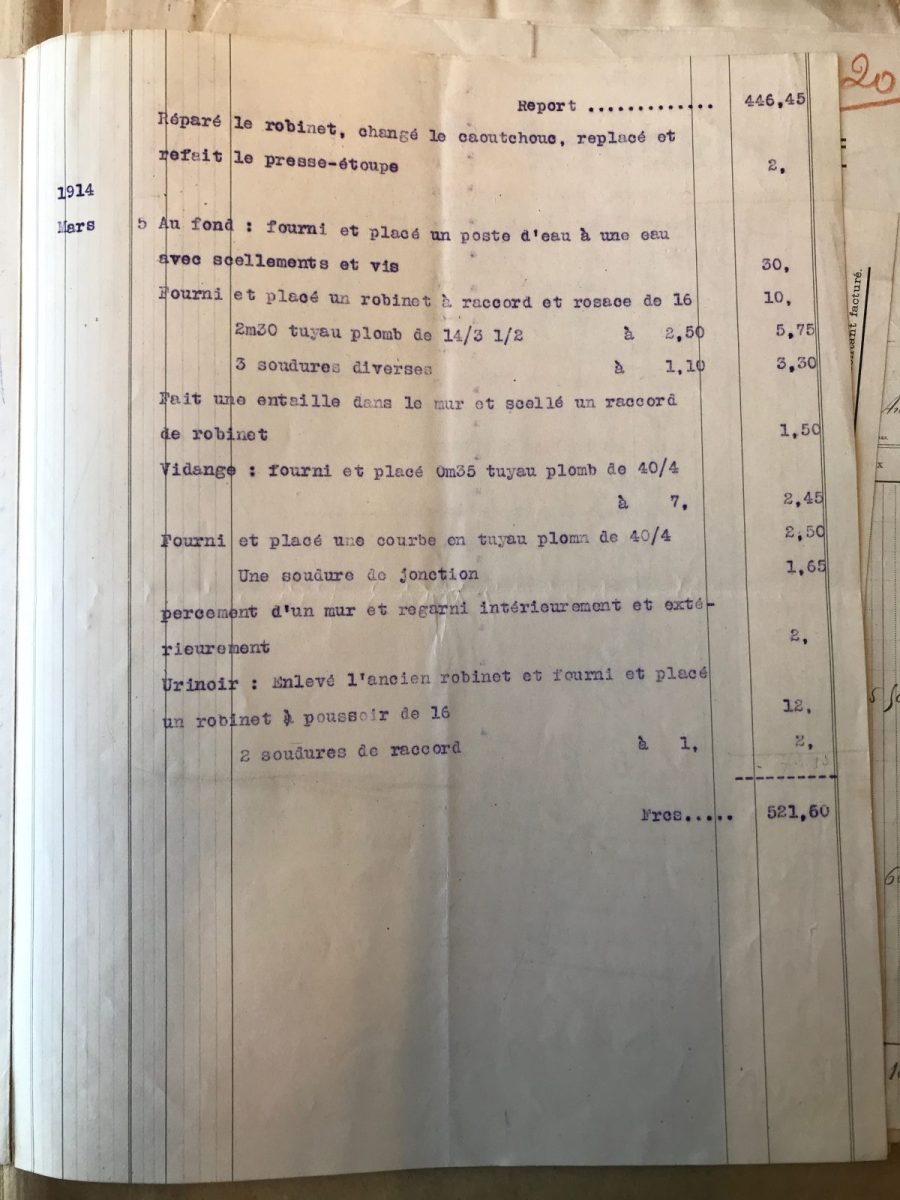 20
Report ............. 446,45
Réparé le robinet, changé le caoutchouc, replacé et
refait le presse-étoupe 2,
1914
Mars 5 Au fond : fourni et placé un poste d'eau à une eau
avec scellements et vis 30,
Fourni et placé un robinet à raccord et rosace de 16 10,
2m30 tuyau plomb de 14/3 1/2 à 2,50 5,75
3 soudures diverses à 1,10 3,30
Fait une entaille dans le mur et scellé un raccord
de robinet 1,50
Vidange : fourni et placé 0m35 tuyau plomb de 40/4
à 7, 2,45
Fourni et placé une courbe en tuyau plomn de 40/4 2,50
Une soudure de jonction 1,65
percement d'un mur et regarni intérieurement et exté-
rieurement 2,
Urinoir : Enlevé l'ancien robinet et fourni et placé
un robinet à poussoir de 16 12,
2 soudures de raccord à 1, 2,
----------
Frcs..... 521,60
facturé.